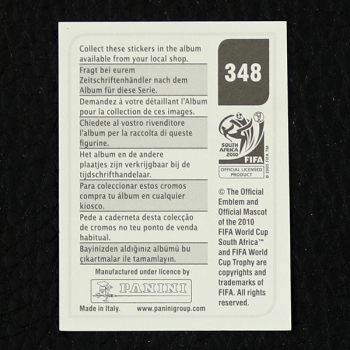 Collect these stickers in the album
available from your local shop.
Fragt bei eurem
Zeitschriftenhändler nach dem
Album für diese Serie.
Demandez à votre détaillant l'Album
pour la collection de ces images.
Chiedete al vostro rivenditore
l'album per la raccolta di queste
figurine.
Het album en de andere
plaatjes zijn verkrijgbaar bij de
tijdschrifthandelaar.
Para coleccionar estos cromos
compra tu álbum en cualquier
kiosco.
Pede a caderneta desta colecção
de cromos no teu ponto de venda
habitual.
Bayinizden aldığınız albümü bu
çıkartmalar ile tamamlayın.
Manufactured under licence by
PANINI
Made in Italy. www.paninigroup.com
348
SOUTH AFRICA
2010
FIFA
OFFICIAL LICENSED
PRODUCT
© The Official
Emblem and
Official Mascot
of the 2010
FIFA World Cup
South Africa™
and FIFA World
Cup Trophy are
copyrights and
trademarks of
FIFA. All rights
reserved.